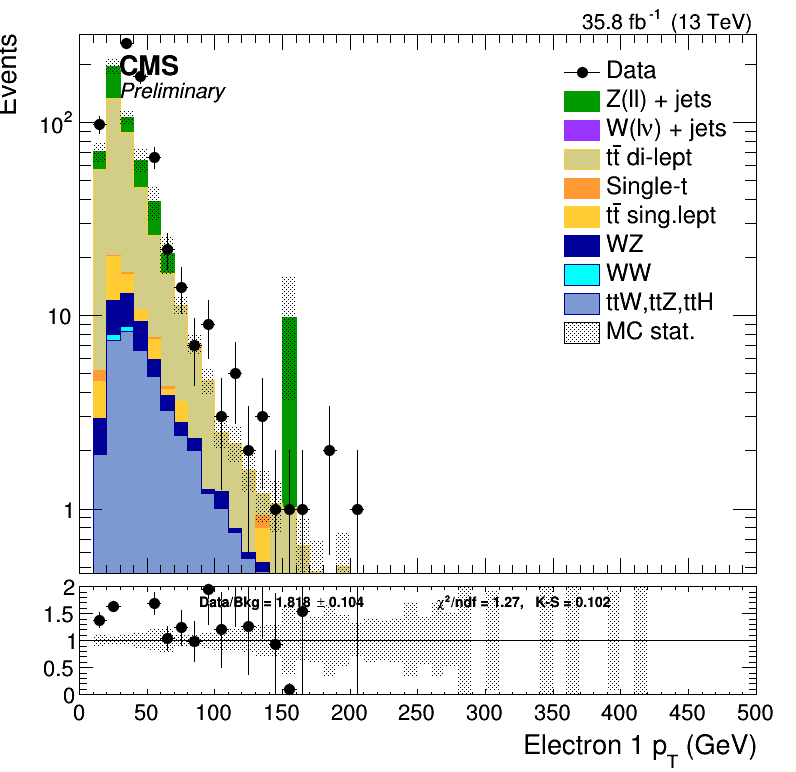 35.8 fb⁻¹ (13 TeV)
Events
CMS
Preliminary
Data
Z(ll) + jets
W(lν) + jets
tt̄ di-lept
Single-t
tt̄ sing.lept
WZ
WW
ttW,ttZ,ttH
MC stat.
10²
10
1
Data/Bkg = 1.818 ± 0.104
χ²/ndf = 1.27, K-S = 0.102
2
1.5
1
0.5
0
0 50 100 150 200 250 300 350 400 450 500
Electron 1 p_T (GeV)